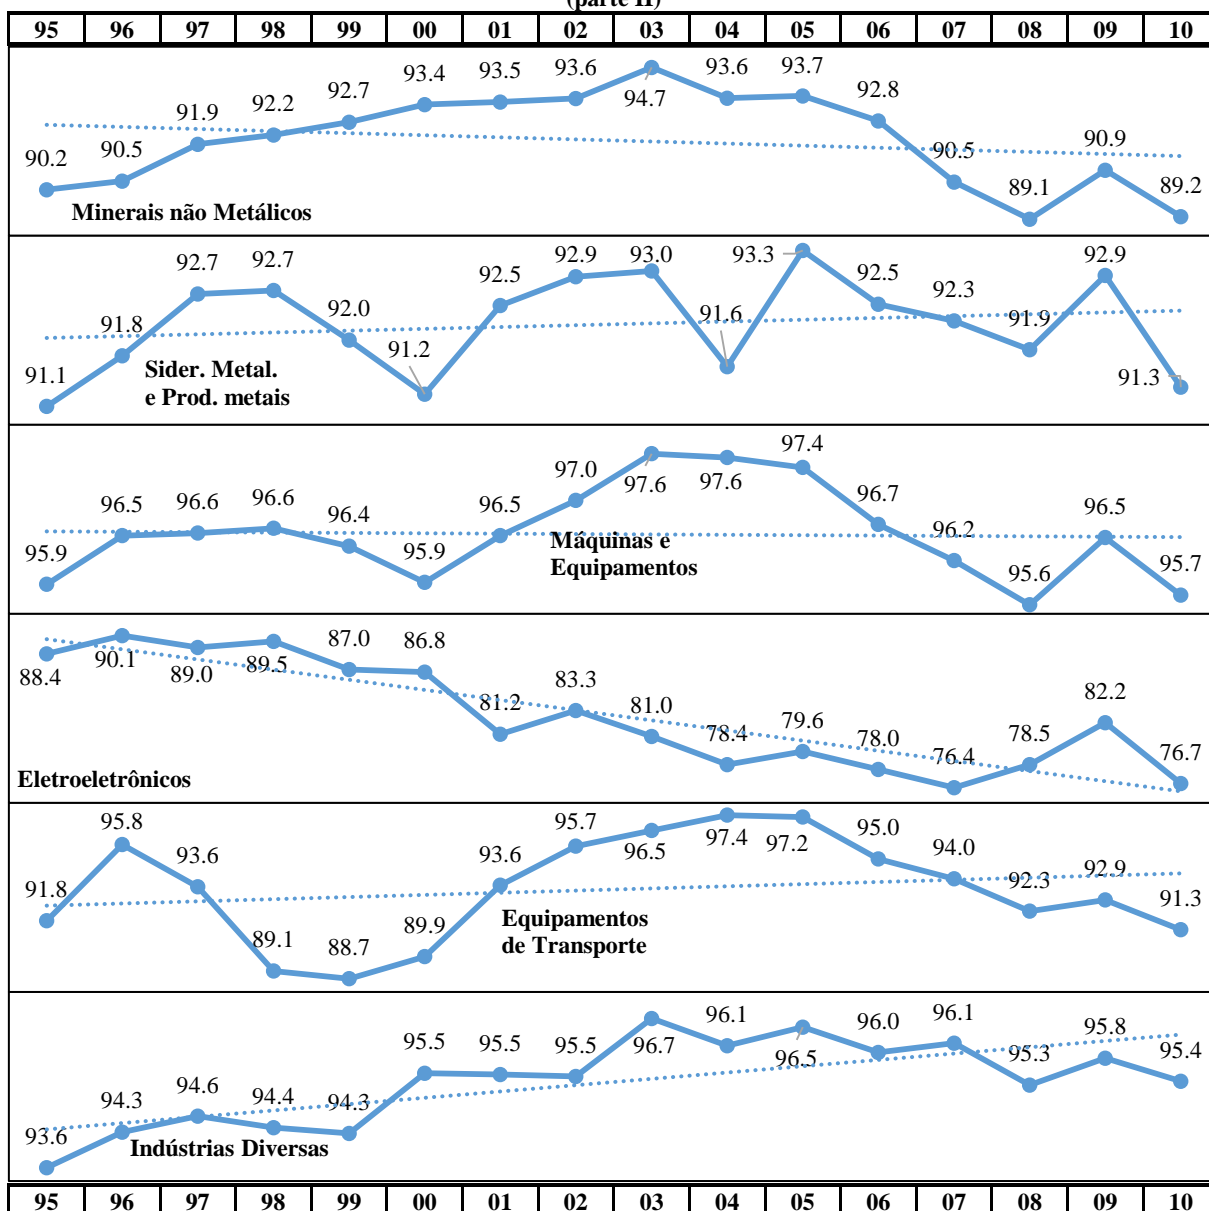 (parte II)
95 96 97 98 99 00 01 02 03 04 05 06 07 08 09 10
90.2 90.5 91.9 92.2 92.7 93.4 93.5 93.6 94.7 93.6 93.7 92.8 90.5 89.1 90.9 89.2
Minerais não Metálicos
91.1 91.8 92.7 92.7 92.0 91.2 92.5 92.9 93.0 91.6 93.3 92.5 92.3 91.9 92.9 91.3
Sider. Metal.
e Prod. metais
95.9 96.5 96.6 96.6 96.4 95.9 96.5 97.0 97.6 97.6 97.4 96.7 96.2 95.6 96.5 95.7
Máquinas e
Equipamentos
88.4 90.1 89.0 89.5 87.0 86.8 81.2 83.3 81.0 78.4 79.6 78.0 76.4 78.5 82.2 76.7
Eletroeletrônicos
91.8 95.8 93.6 89.1 88.7 89.9 93.6 95.7 96.5 97.4 97.2 95.0 94.0 92.3 92.9 91.3
Equipamentos
de Transporte
93.6 94.3 94.6 94.4 94.3 95.5 95.5 95.5 96.7 96.1 96.5 96.0 96.1 95.3 95.8 95.4
Indústrias Diversas
95 96 97 98 99 00 01 02 03 04 05 06 07 08 09 10